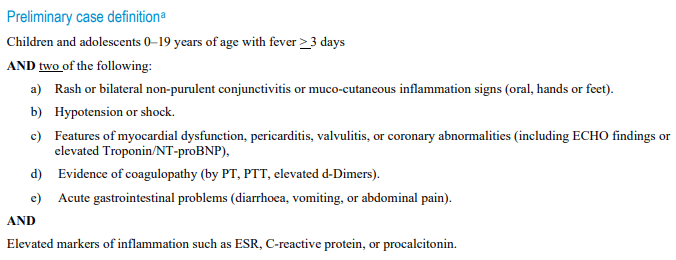 Preliminary case definitionᵃ
Children and adolescents 0–19 years of age with fever ≥ 3 days
AND two of the following:
a) Rash or bilateral non-purulent conjunctivitis or muco-cutaneous inflammation signs (oral, hands or feet).
b) Hypotension or shock.
c) Features of myocardial dysfunction, pericarditis, valvulitis, or coronary abnormalities (including ECHO findings or
elevated Troponin/NT-proBNP),
d) Evidence of coagulopathy (by PT, PTT, elevated d-Dimers).
e) Acute gastrointestinal problems (diarrhoea, vomiting, or abdominal pain).
AND
Elevated markers of inflammation such as ESR, C-reactive protein, or procalcitonin.